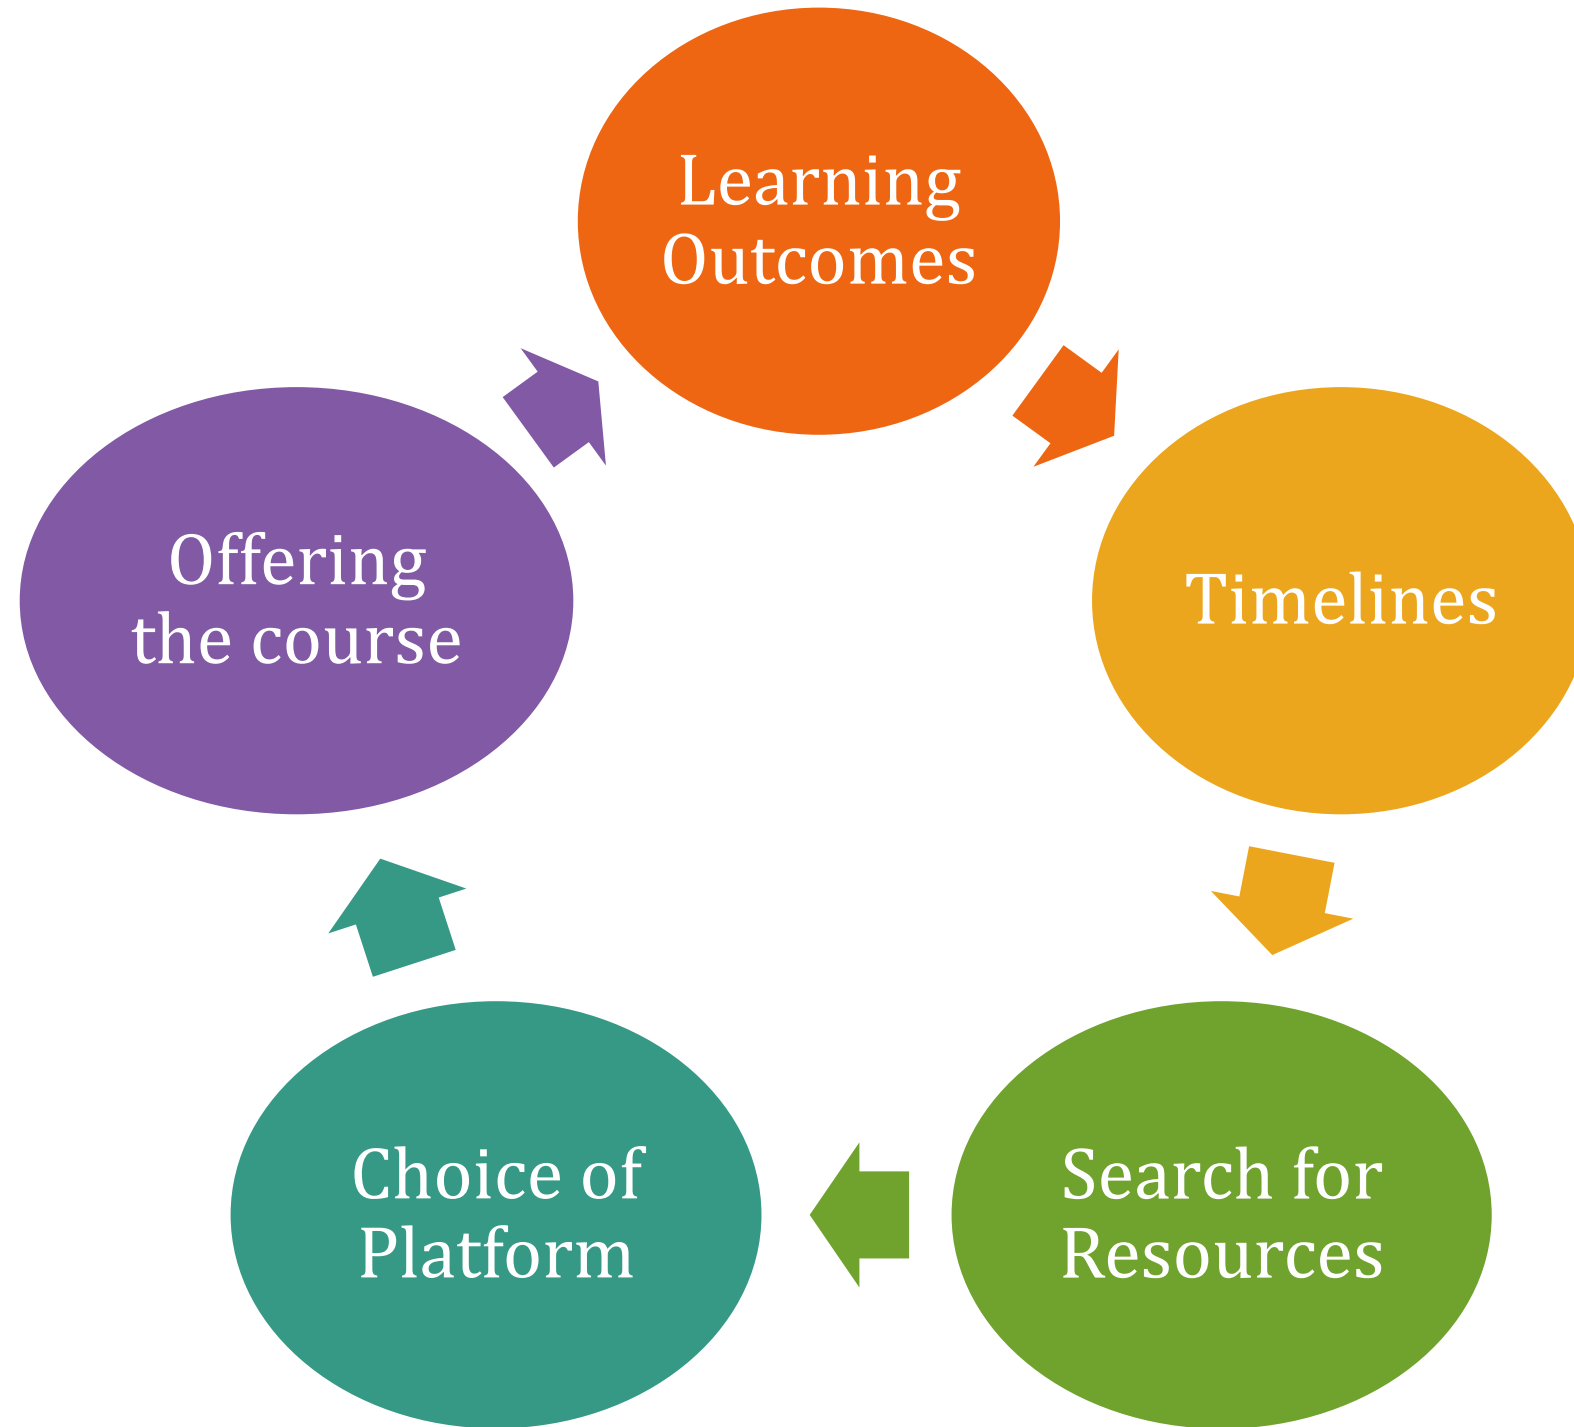 Learning
Outcomes
Timelines
Search for
Resources
Choice of
Platform
Offering
the course